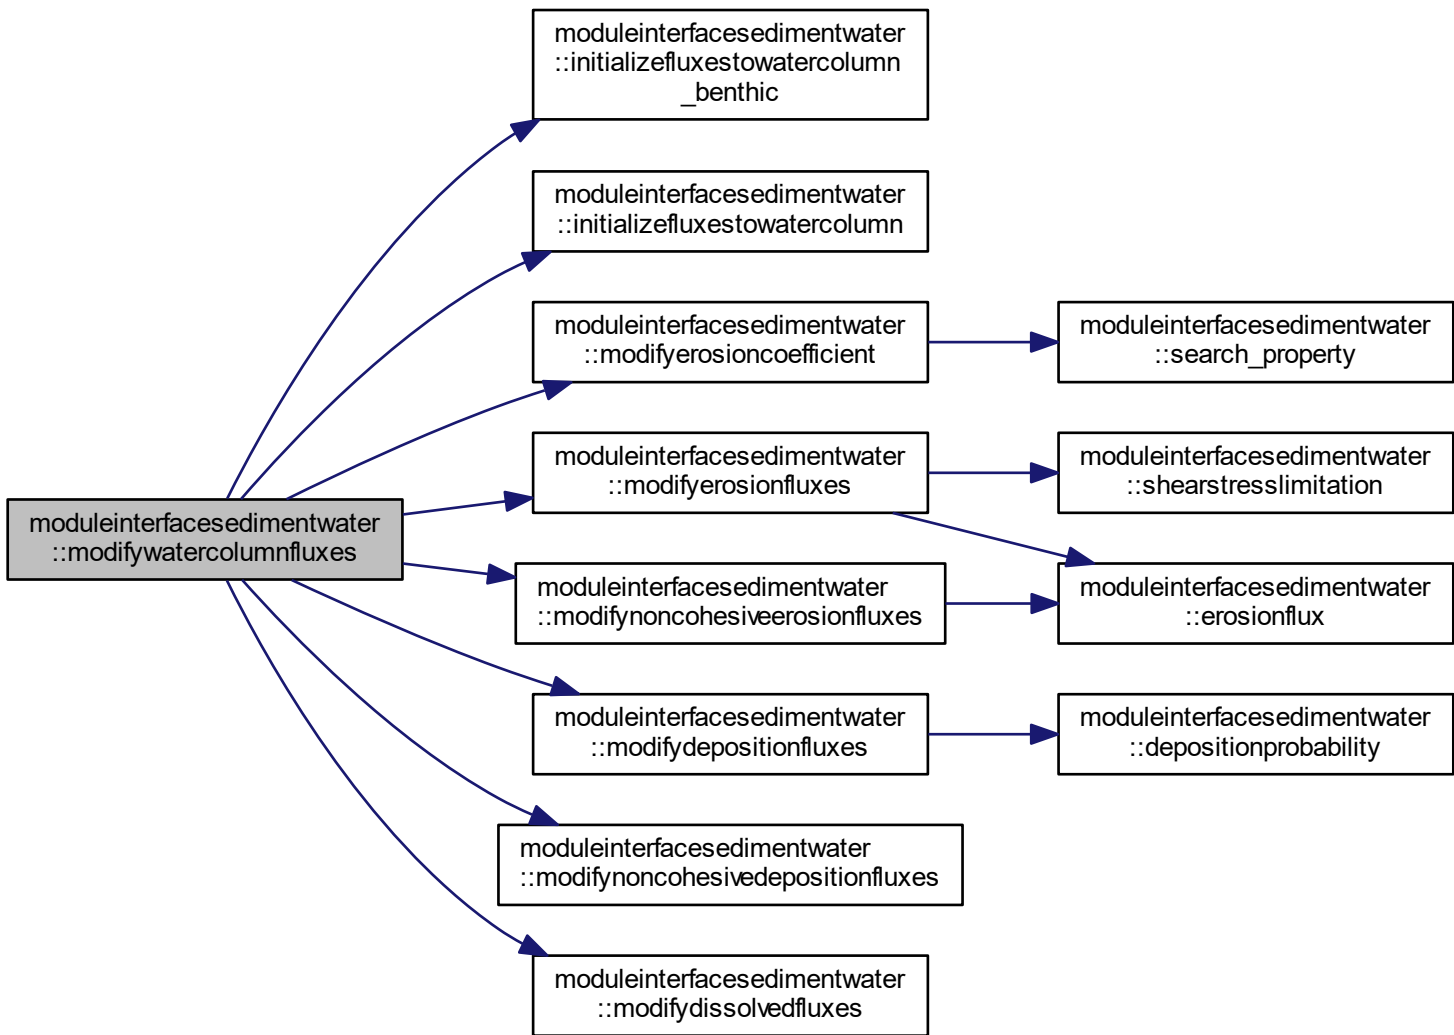 moduleinterfacesedimentwater
::modifywatercolumnfluxes
moduleinterfacesedimentwater
::initializefluxestowatercolumn
_benthic
moduleinterfacesedimentwater
::initializefluxestowatercolumn
moduleinterfacesedimentwater
::modifyerosioncoefficient
moduleinterfacesedimentwater
::search_property
moduleinterfacesedimentwater
::modifyerosionfluxes
moduleinterfacesedimentwater
::shearstresslimitation
moduleinterfacesedimentwater
::modifynoncohesiveerosionfluxes
moduleinterfacesedimentwater
::erosionflux
moduleinterfacesedimentwater
::modifydepositionfluxes
moduleinterfacesedimentwater
::depositionprobability
moduleinterfacesedimentwater
::modifynoncohesivedepositionfluxes
moduleinterfacesedimentwater
::modifydissolvedfluxes